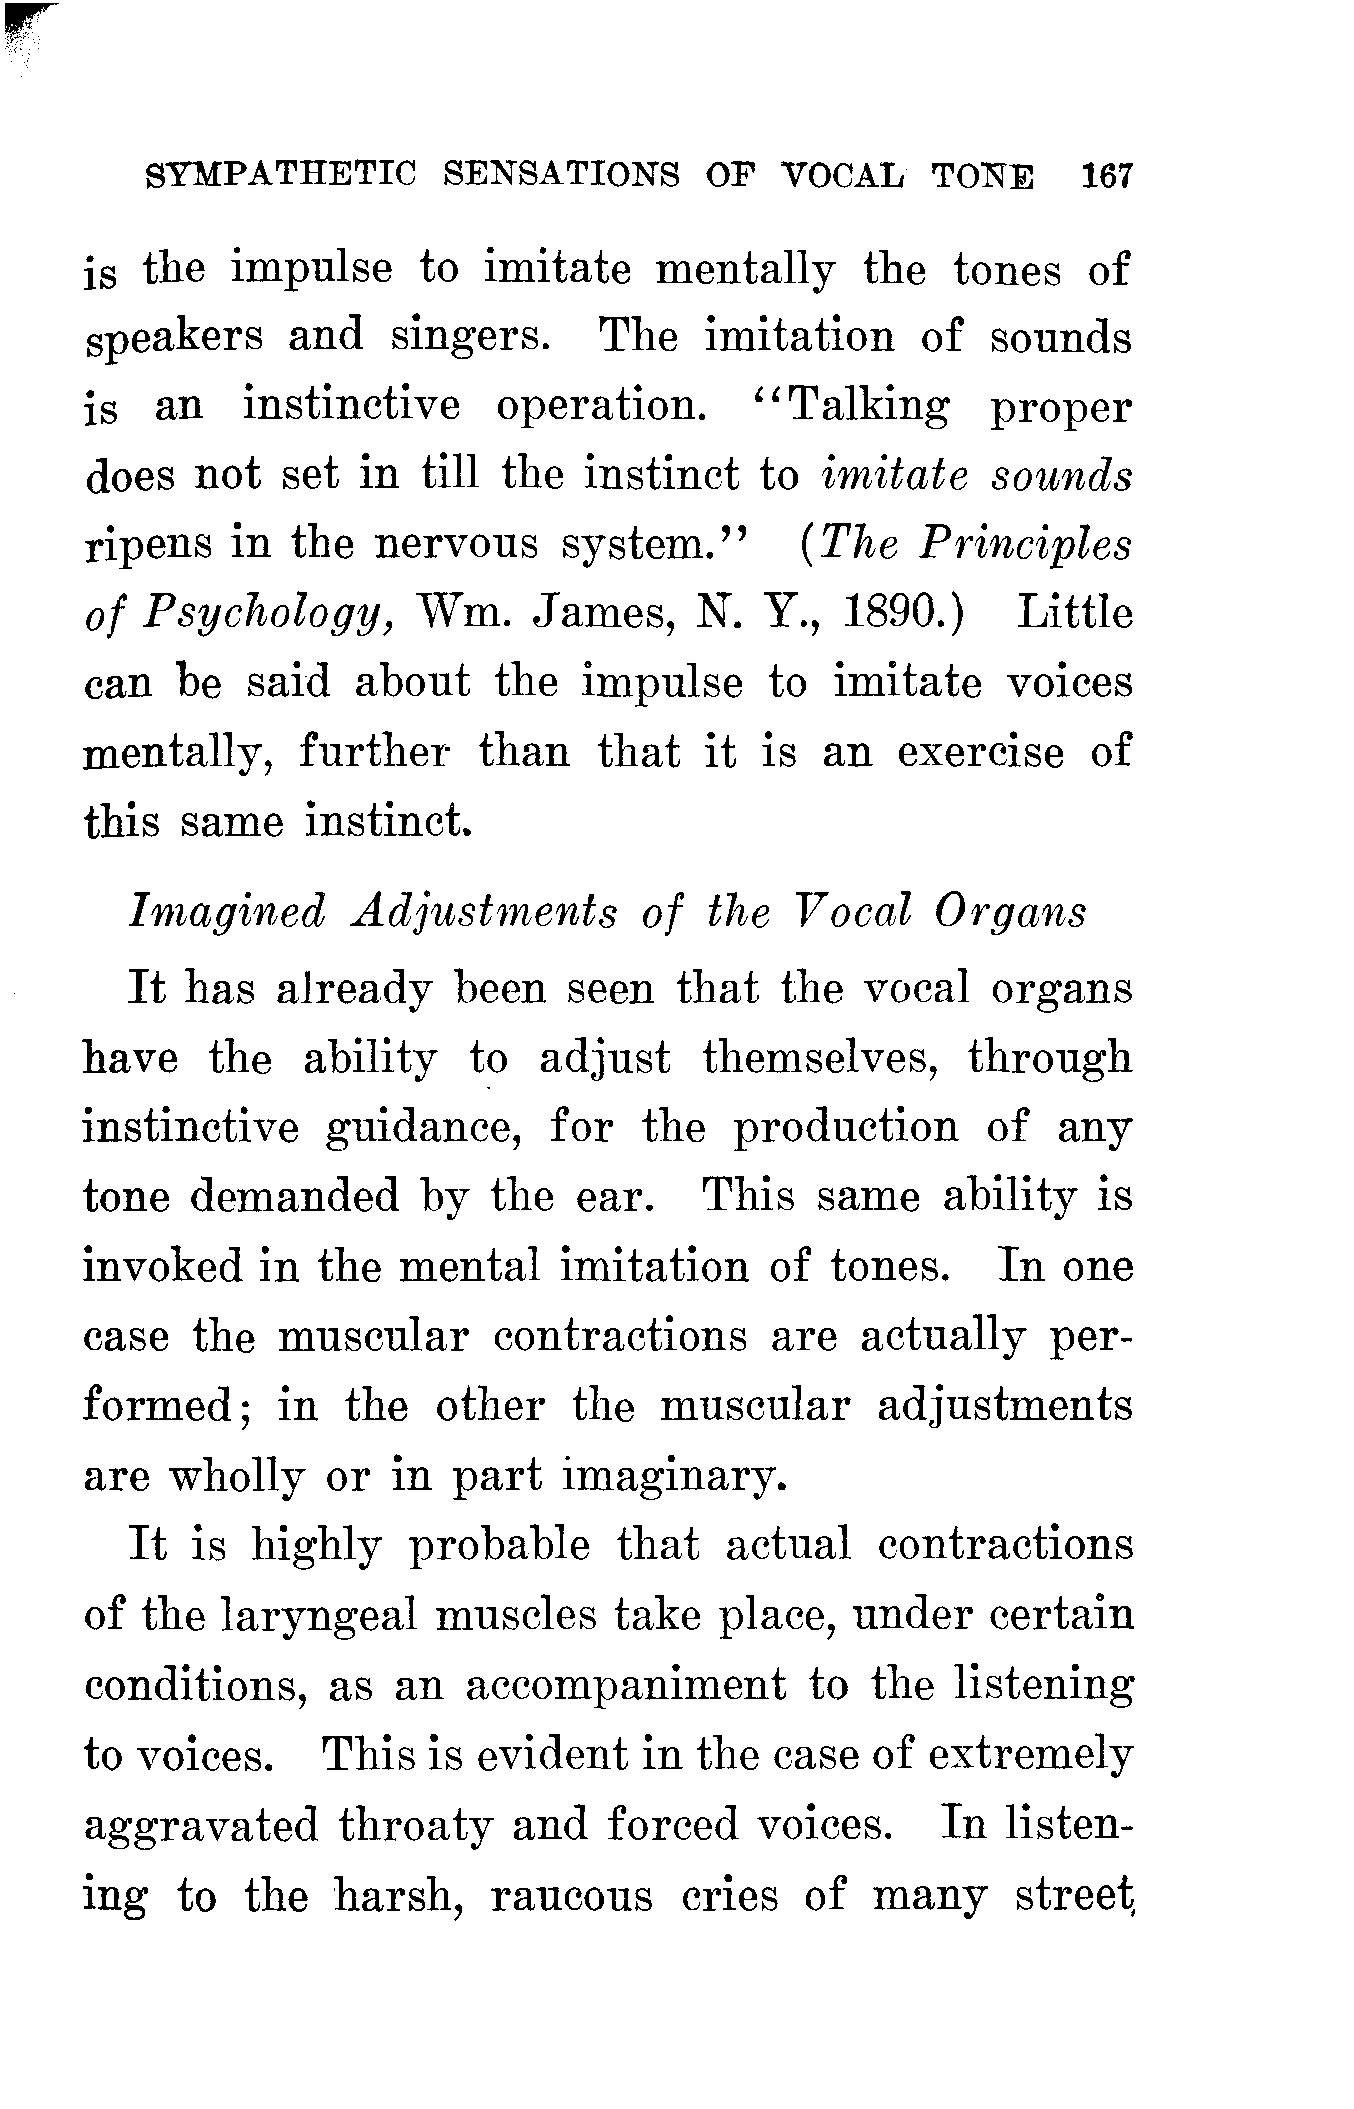 SYMPATHETIC SENSATIONS OF VOCAL TONE 167
is the impulse to imitate mentally the tones of
speakers and singers. The imitation of sounds
is an instinctive operation. "Talking proper
does not set in till the instinct to imitate sounds
ripens in the nervous system." (The Principles
of Psychology, Wm. James, N. Y., 1890.) Little
can be said about the impulse to imitate voices
mentally, further than that it is an exercise of
this same instinct.
Imagined Adjustments of the Vocal Organs
It has already been seen that the vocal organs
have the ability to adjust themselves, through
instinctive guidance, for the production of any
tone demanded by the ear. This same ability is
invoked in the mental imitation of tones. In one
case the muscular contractions are actually per-
formed; in the other the muscular adjustments
are wholly or in part imaginary.
It is highly probable that actual contractions
of the laryngeal muscles take place, under certain
conditions, as an accompaniment to the listening
to voices. This is evident in the case of extremely
aggravated throaty and forced voices. In listen-
ing to the harsh, raucous cries of many street